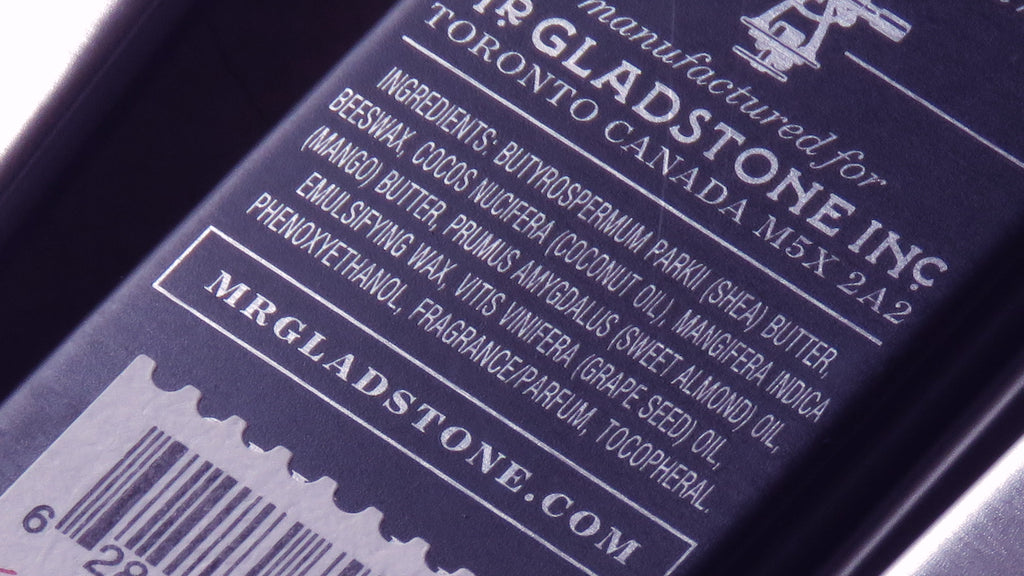 manufactured for
MR GLADSTONE INC
TORONTO CANADA M5X 2A2
INGREDIENTS: BUTYROSPERMUM PARKII (SHEA) BUTTER,
BEESWAX, COCOS NUCIFERA (COCONUT OIL), MANGIFERA INDICA
(MANGO) BUTTER, PRUMUS AMYGDALUS (SWEET ALMOND) OIL,
EMULSIFYING WAX, VITIS VINIFERA (GRAPE SEED) OIL,
PHENOXYETHANOL, FRAGRANCE/PARFUM, TOCOPHERAL.
MRGLADSTONE.COM
6 28